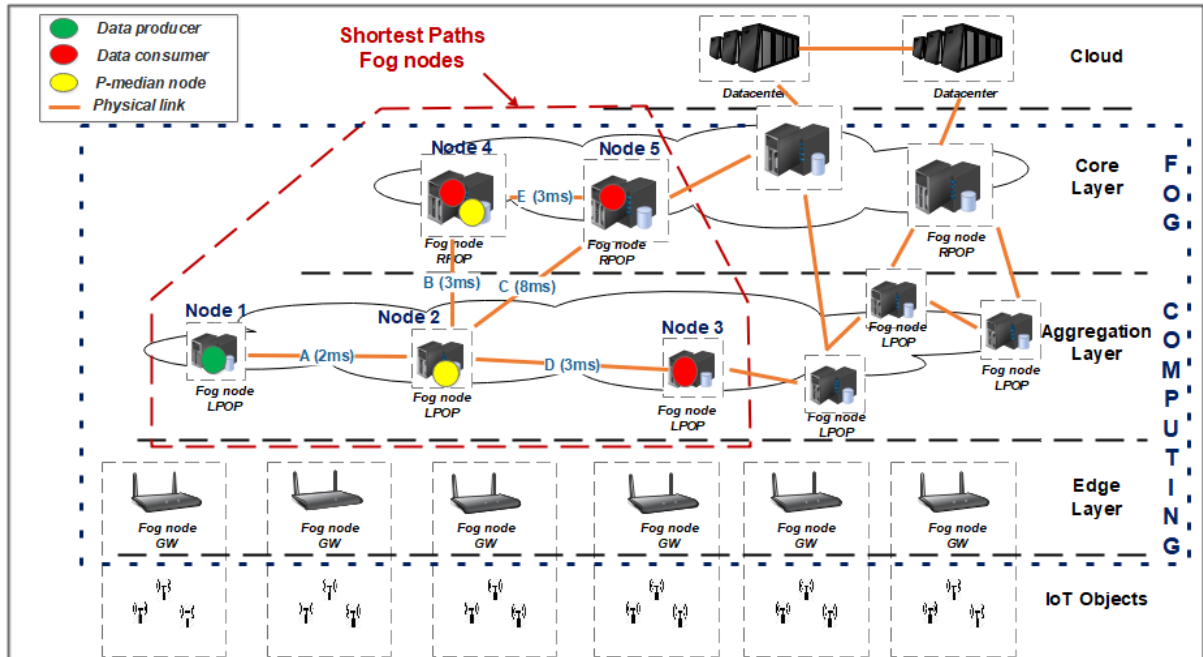 Data producer
Data consumer
P-median node
Physical link
Shortest Paths
Fog nodes
Datacenter
Datacenter
Cloud
Node 4
Node 5
E (3ms)
Fog node
RPOP
Fog node
RPOP
Fog node
RPOP
Core
Layer
B (3ms)
C (8ms)
Node 1
Node 2
Node 3
A (2ms)
D (3ms)
Fog node
LPOP
Fog node
LPOP
Fog node
LPOP
Fog node
LPOP
Fog node
LPOP
Fog node
LPOP
Aggregation
Layer
Fog node
GW
Fog node
GW
Fog node
GW
Fog node
GW
Fog node
GW
Fog node
GW
Edge
Layer
IoT Objects
FOG
COMPUTING